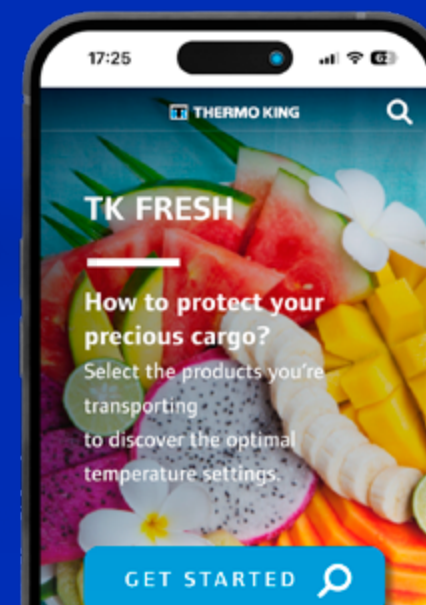 17:25
62
THERMO KING
TK FRESH
How to protect your
precious cargo?
Select the products you're
transporting
to discover the optimal
temperature settings.
GET STARTED